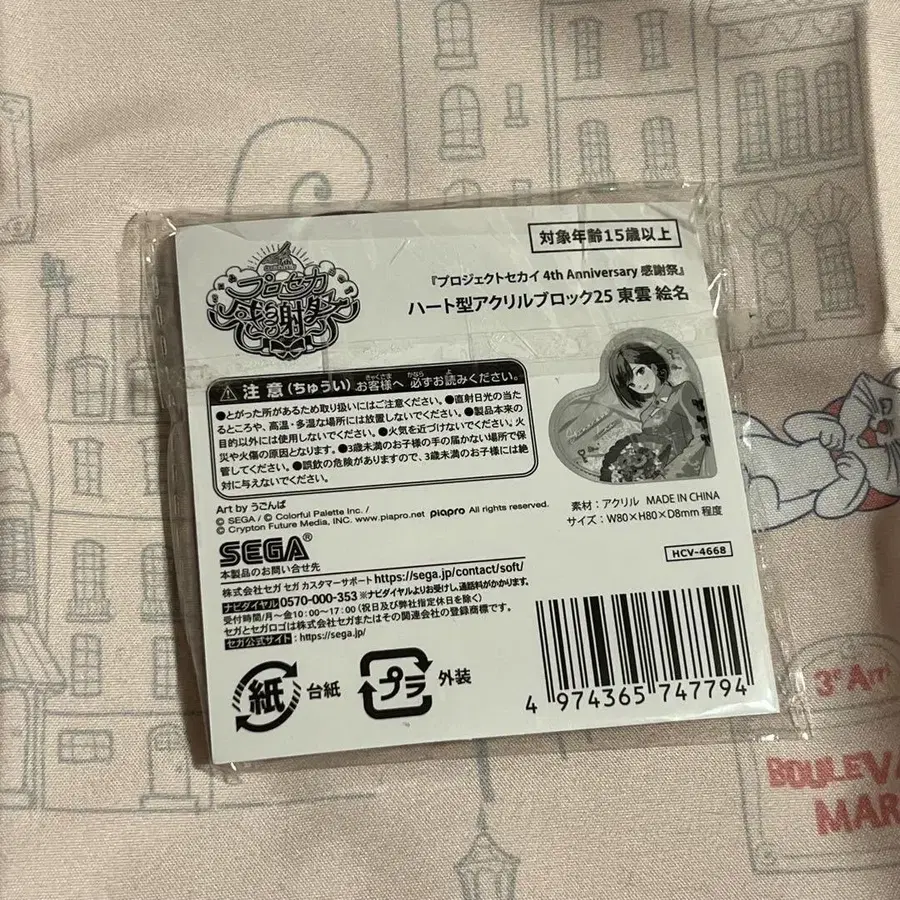 対象年齢15歳以上
4th
プロセカ
感謝祭
『プロジェクトセカイ 4th Anniversary 感謝祭』
ハート型アクリルブロック25 東雲 絵名
注意(ちゅうい) お客様へ 必ずお読みください。
●とがった所があるため取り扱いにはご注意ください。●直射日光の当た
るところや、高温・多湿な場所には放置しないでください。●製品本来の
目的以外には使用しないでください。●火気を近づけないでください。火
災や火傷の原因となります。●3歳未満のお子様の手の届かない場所で保
管してください。●誤飲の危険がありますので、3歳未満のお子様には絶
対に与えないでください。
素材:アクリル MADE IN CHINA
サイズ:W80×H80×D8mm 程度
HCV-4668
Art by うごんば
© SEGA / © Colorful Palette Inc. /
© Crypton Future Media, INC. www.piapro.net piapro All rights reserved.
SEGA®
本製品のお問い合せ先
株式会社セガ セガ カスタマーサポート https://sega.jp/contact/soft/
ナビダイヤル 0570-000-353 ※ナビダイヤルよりお受けし、通話料がかかります。
受付時間/月〜金10:00〜17:00(祝日及び弊社指定休日を除く)
セガとセガロゴは株式会社セガまたはその関連会社の登録商標です。
セガ公式サイト:https://sega.jp/
紙 台紙
プラ 外装
4 974365 747794
3e Arr
BOULEVA
MAR